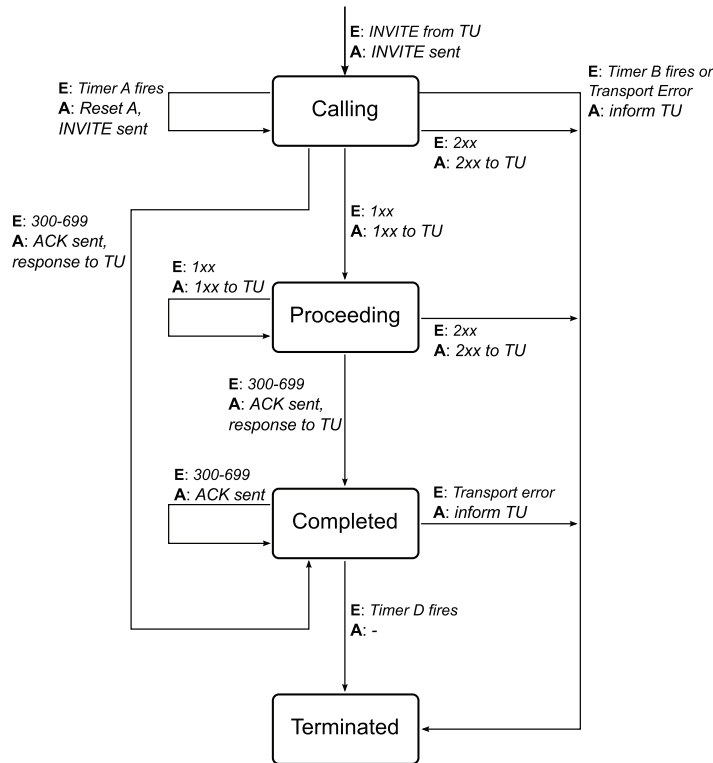 E: INVITE from TU
A: INVITE sent
E: Timer A fires
A: Reset A,
INVITE sent
Calling
E: Timer B fires or
Transport Error
A: inform TU
E: 2xx
A: 2xx to TU
E: 300-699
A: ACK sent,
response to TU
E: 1xx
A: 1xx to TU
E: 1xx
A: 1xx to TU
Proceeding
E: 2xx
A: 2xx to TU
E: 300-699
A: ACK sent,
response to TU
E: 300-699
A: ACK sent
Completed
E: Transport error
A: inform TU
E: Timer D fires
A: -
Terminated